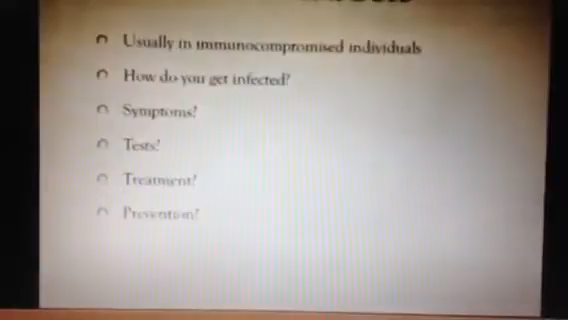 Usually in immunocompromised individuals
How do you get infected?
Symptoms?
Tests?
Treatment?
Prevention?